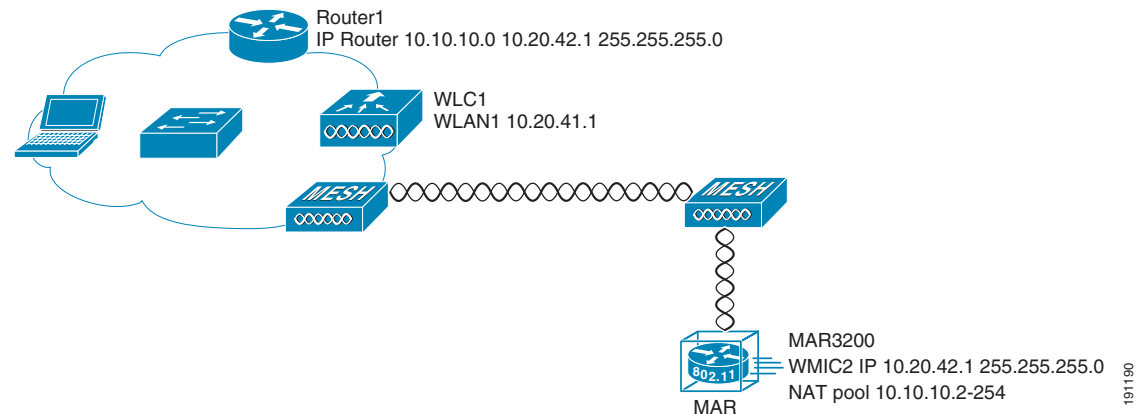 Router1
IP Router 10.10.10.0 10.20.42.1 255.255.255.0
WLC1
WLAN1 10.20.41.1
MESH
MESH
MAR3200
WMIC2 IP 10.20.42.1 255.255.255.0
NAT pool 10.10.10.2-254
802.11
MAR
191190